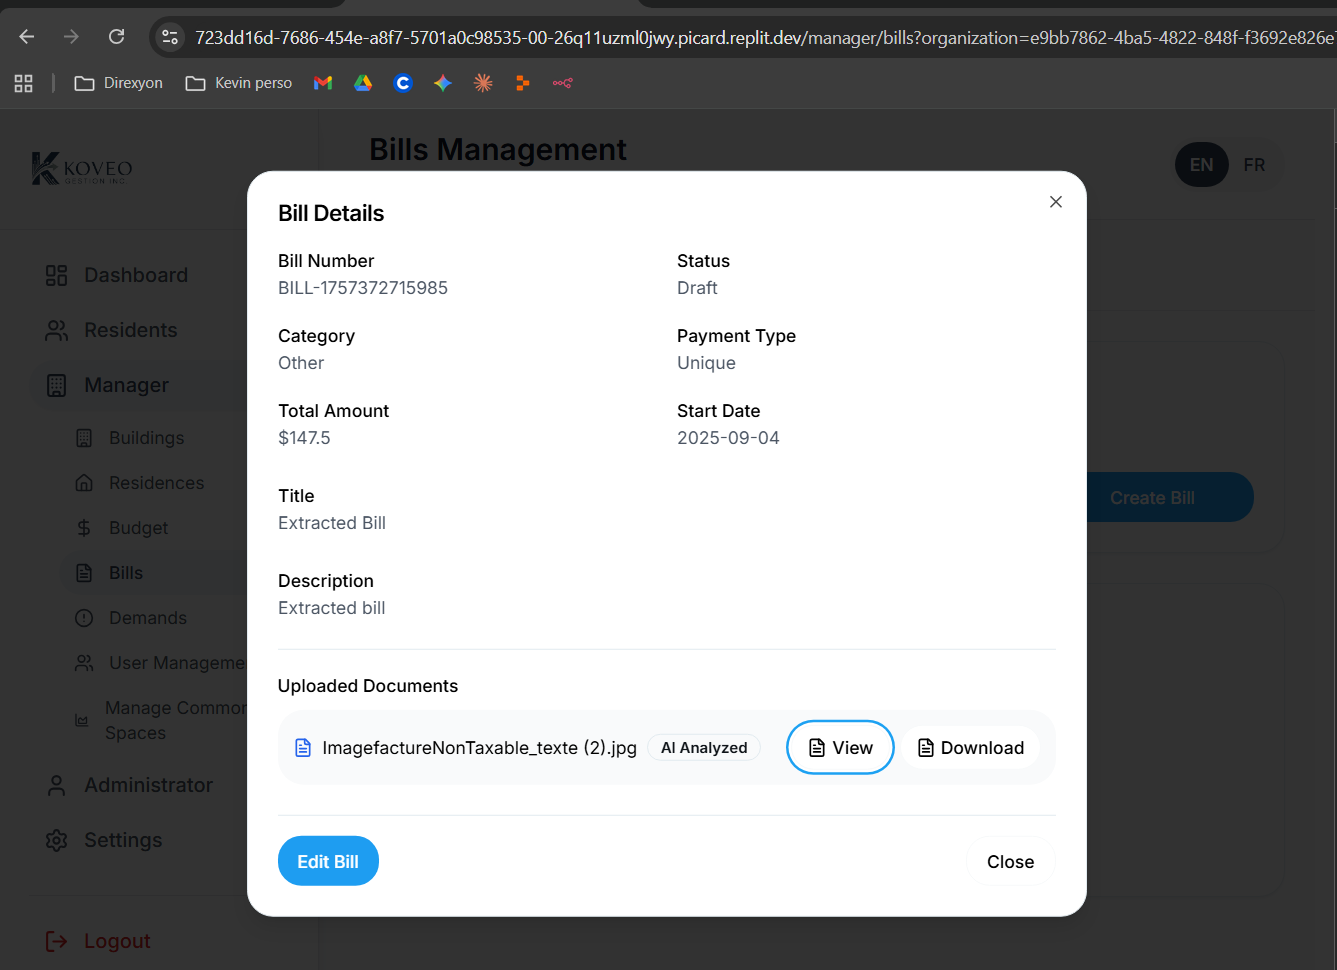 723dd16d-7686-454e-a8f7-5701a0c98535-00-26q11uzml0jwy.picard.replit.dev/manager/bills?organization=e9bb7862-4ba5-4822-848f-f3692e826e
Direxyon
Kevin perso
KOVEO
GESTION INC.
Bills Management
EN
FR
Dashboard
Residents
Manager
Buildings
Residences
Budget
Bills
Demands
User Manageme
Manage Common
Spaces
Administrator
Settings
Logout
Create Bill
Bill Details
Bill Number
BILL-1757372715985
Status
Draft
Category
Other
Payment Type
Unique
Total Amount
$147.5
Start Date
2025-09-04
Title
Extracted Bill
Description
Extracted bill
Uploaded Documents
ImagefactureNonTaxable_texte (2).jpg
AI Analyzed
View
Download
Edit Bill
Close